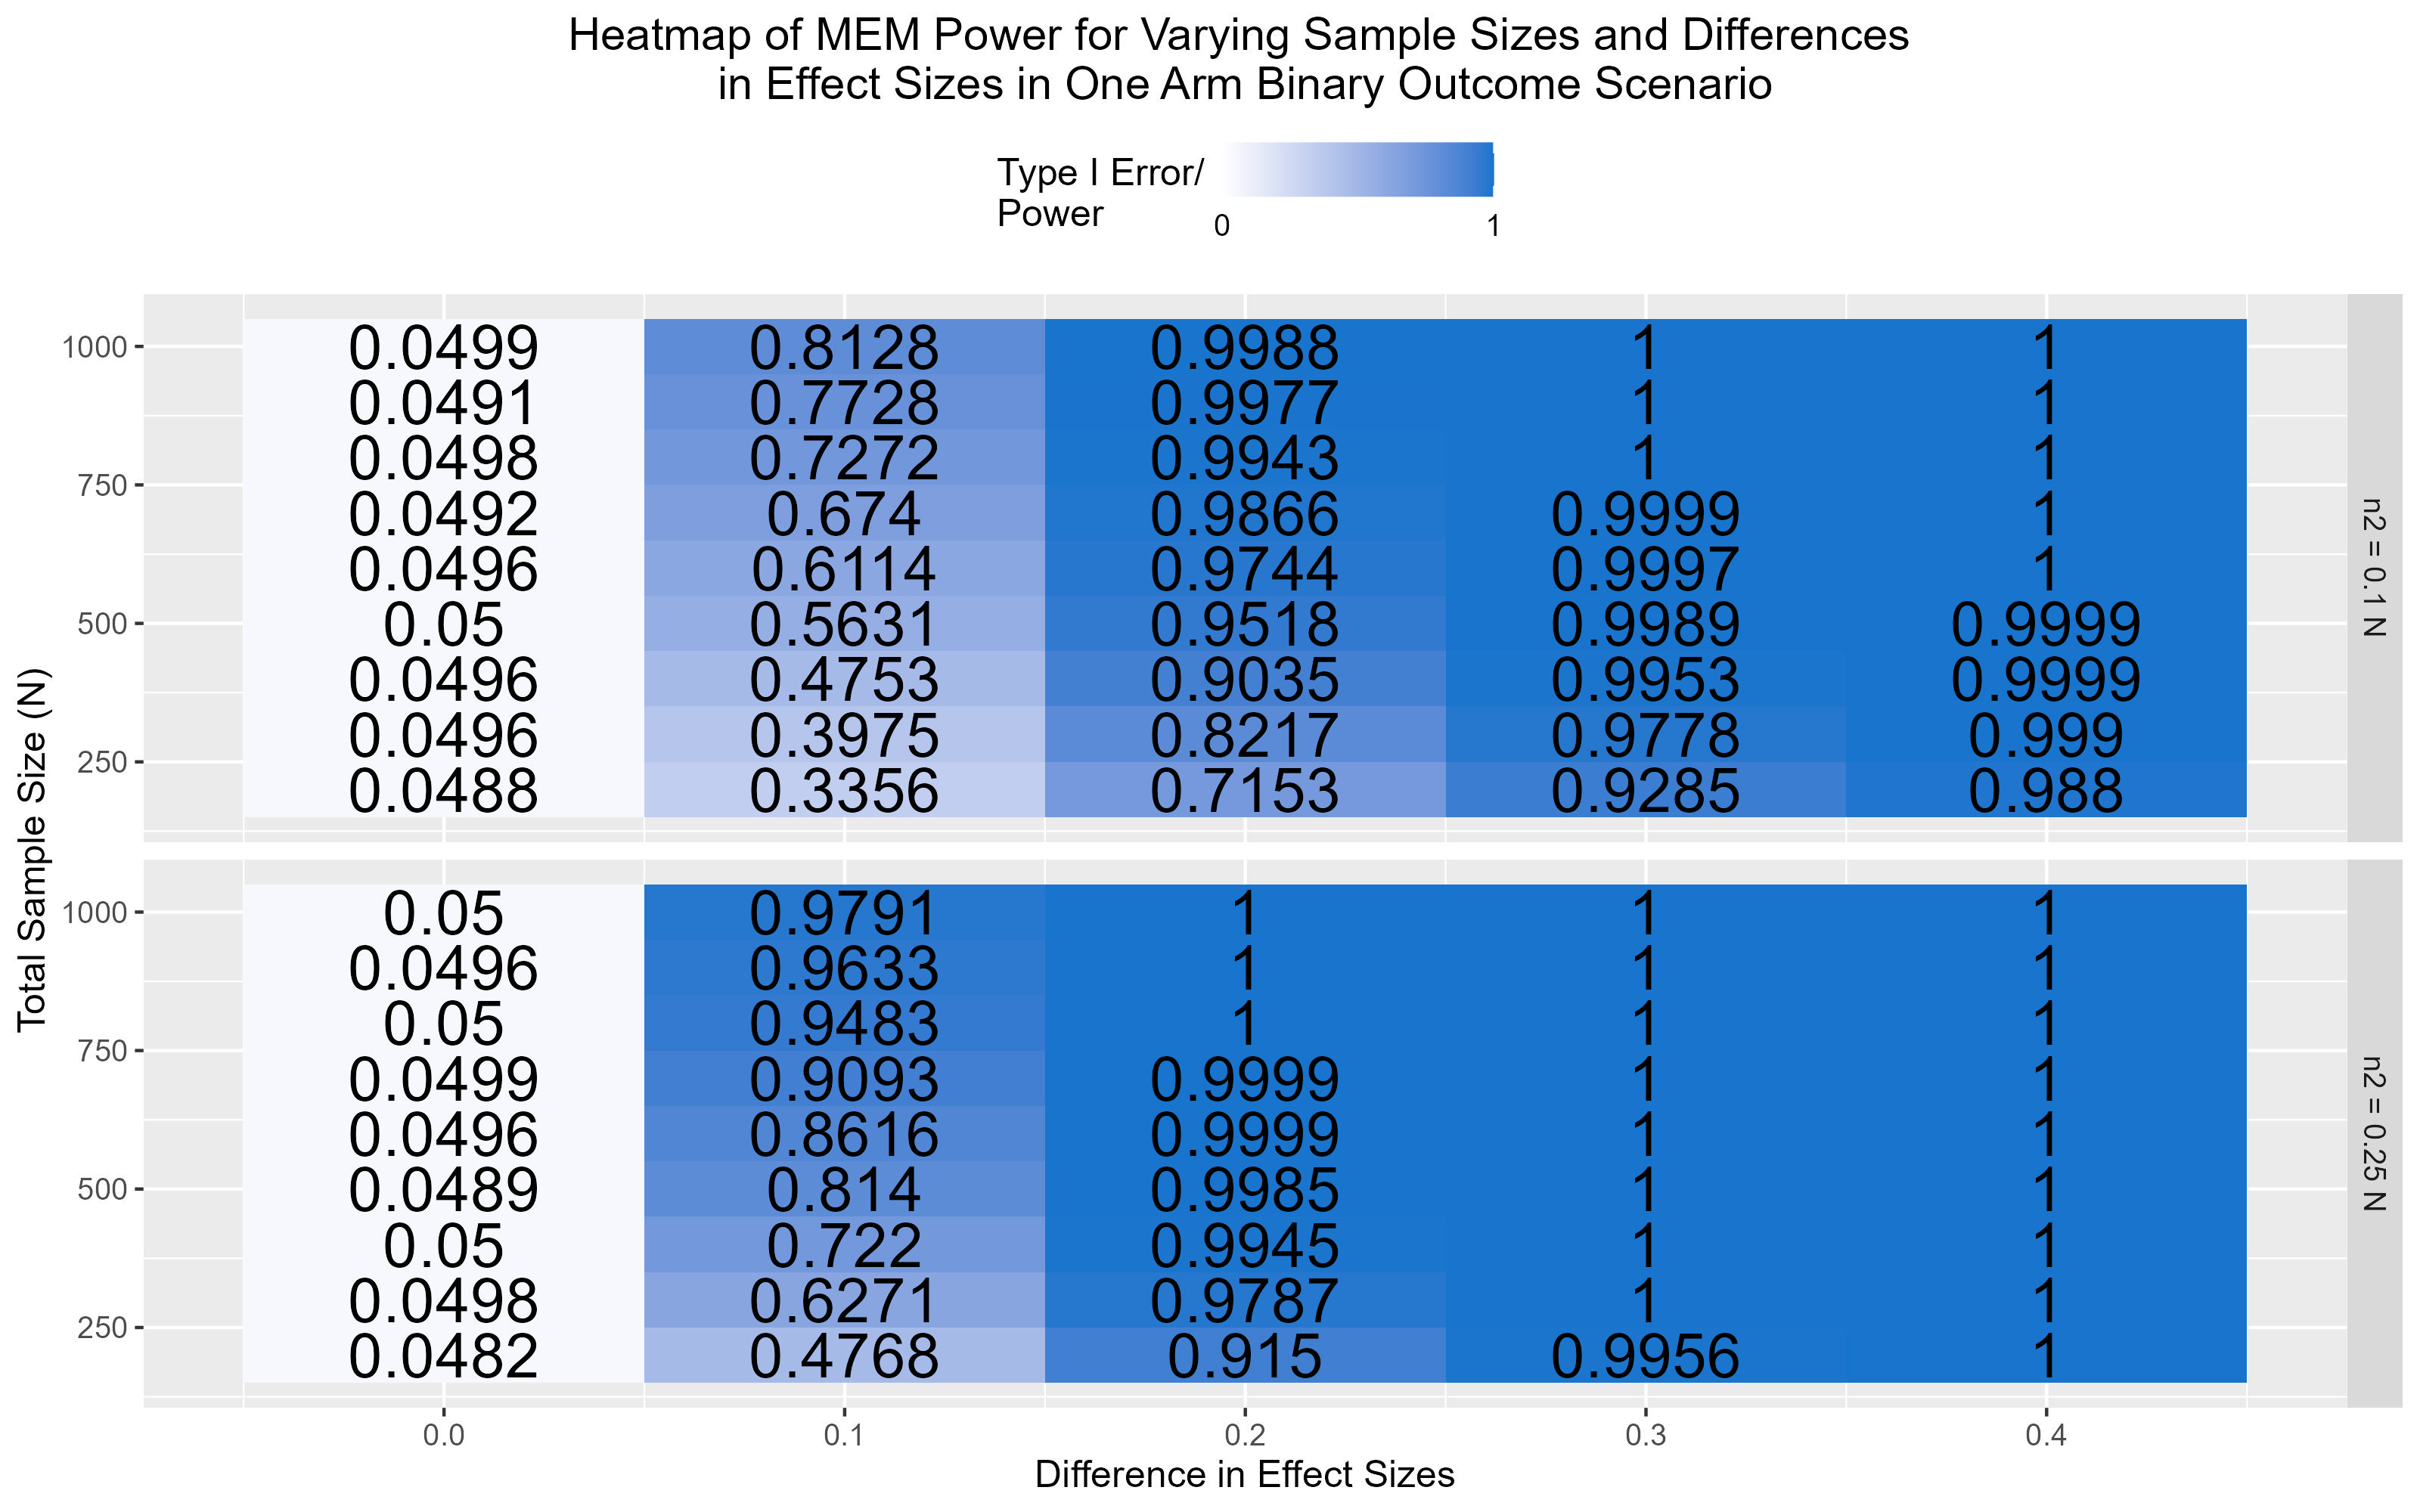 Heatmap of MEM Power for Varying Sample Sizes and Differences
in Effect Sizes in One Arm Binary Outcome Scenario
Type I Error/
Power
0 1
Total Sample Size (N)
1000
750
500
250
0.0499 0.8128 0.9988 1 1
0.0491 0.7728 0.9977 1 1
0.0498 0.7272 0.9943 1 1
0.0492 0.674 0.9866 0.9999 1
0.0496 0.6114 0.9744 0.9997 1
0.05 0.5631 0.9518 0.9989 0.9999
0.0496 0.4753 0.9035 0.9953 0.9999
0.0496 0.3975 0.8217 0.9778 0.999
0.0488 0.3356 0.7153 0.9285 0.988
n2 = 0.1 N
1000
750
500
250
0.05 0.9791 1 1 1
0.0496 0.9633 1 1 1
0.05 0.9483 1 1 1
0.0499 0.9093 0.9999 1 1
0.0496 0.8616 0.9999 1 1
0.0489 0.814 0.9985 1 1
0.05 0.722 0.9945 1 1
0.0498 0.6271 0.9787 1 1
0.0482 0.4768 0.915 0.9956 1
n2 = 0.25 N
0.0 0.1 0.2 0.3 0.4
Difference in Effect Sizes